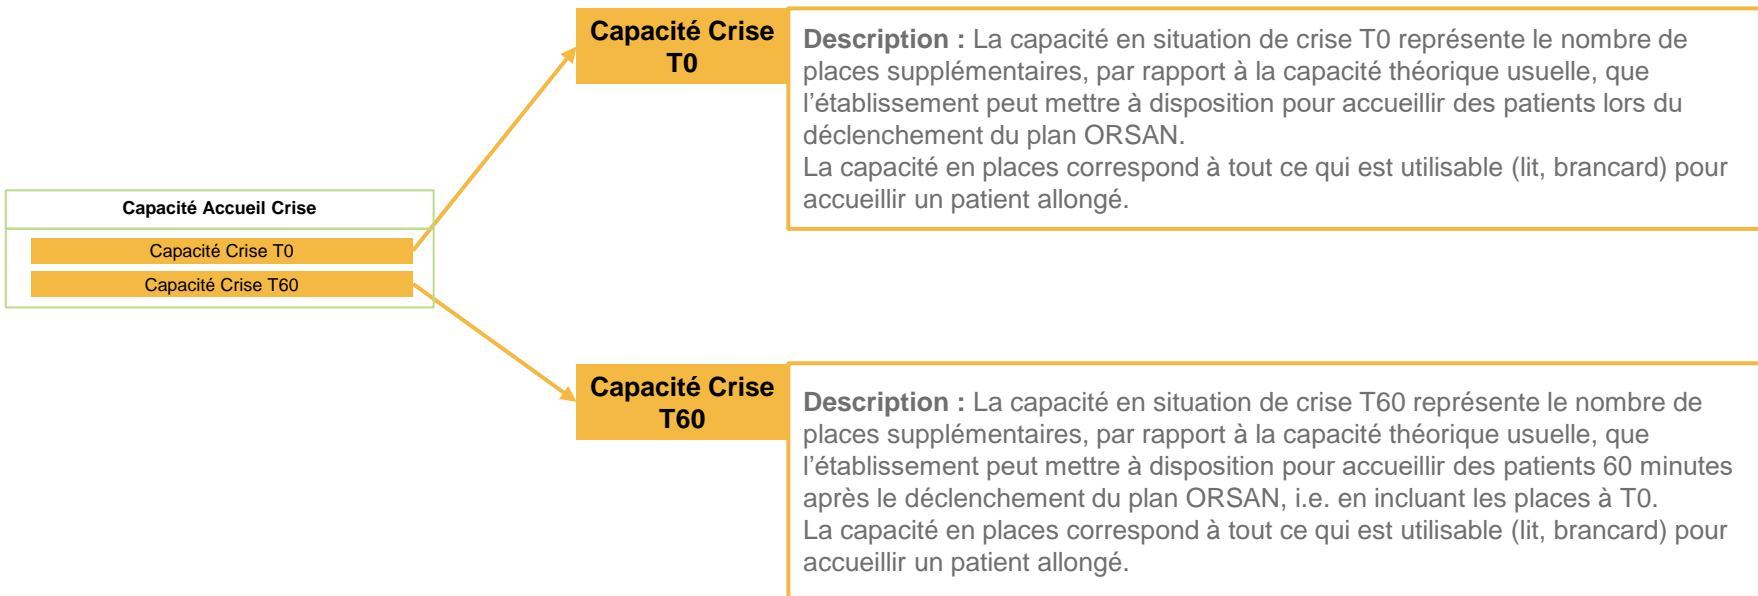 Capacité Accueil Crise
Capacité Crise T0
Capacité Crise T60
Capacité Crise
T0
Description : La capacité en situation de crise T0 représente le nombre de
places supplémentaires, par rapport à la capacité théorique usuelle, que
l’établissement peut mettre à disposition pour accueillir des patients lors du
déclenchement du plan ORSAN.
La capacité en places correspond à tout ce qui est utilisable (lit, brancard) pour
accueillir un patient allongé.
Capacité Crise
T60
Description : La capacité en situation de crise T60 représente le nombre de
places supplémentaires, par rapport à la capacité théorique usuelle, que
l’établissement peut mettre à disposition pour accueillir des patients 60 minutes
après le déclenchement du plan ORSAN, i.e. en incluant les places à T0.
La capacité en places correspond à tout ce qui est utilisable (lit, brancard) pour
accueillir un patient allongé.